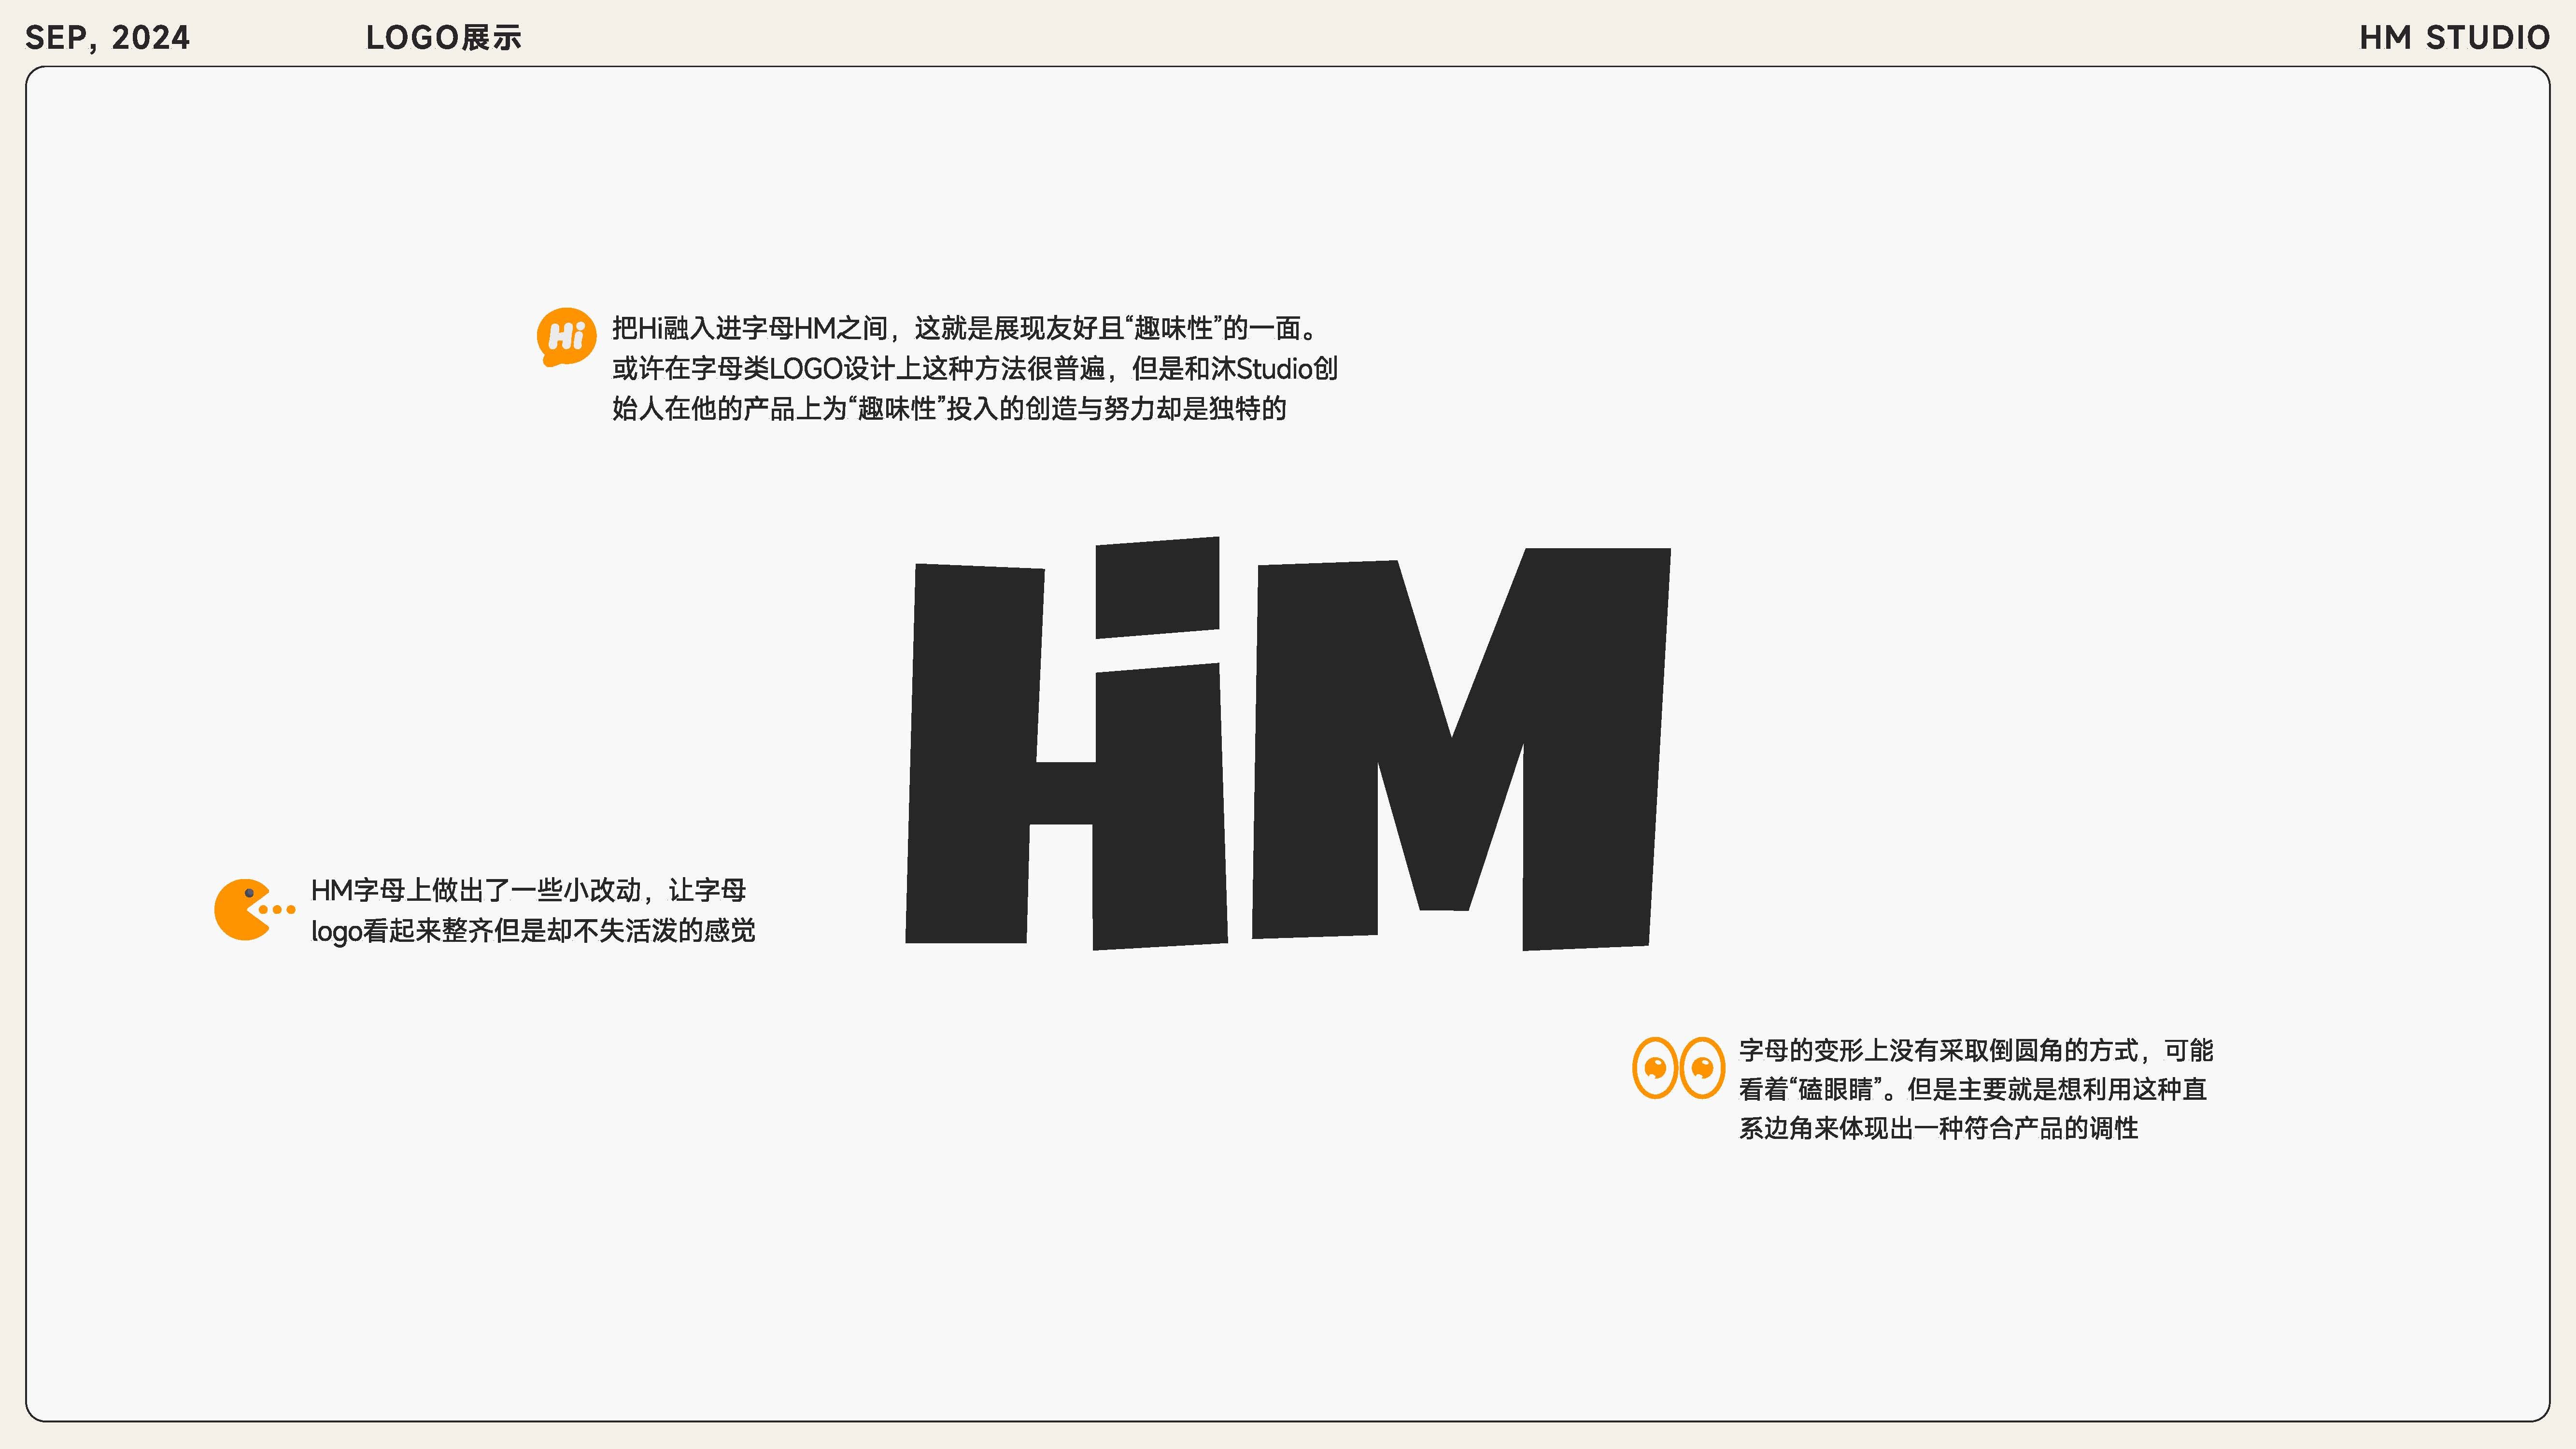 SEP, 2024
LOGO展示
HM STUDIO
Hi
把Hi融入进字母HM之间，这就是展现友好且“趣味性”的一面。
或许在字母类LOGO设计上这种方法很普遍，但是和沐Studio创
始人在他的产品上为“趣味性”投入的创造与努力却是独特的
HiM
HM字母上做出了一些小改动，让字母
logo看起来整齐但是却不失活泼的感觉
字母的变形上没有采取倒圆角的方式，可能
看着“磕眼睛”。但是主要就是想利用这种直
系边角来体现出一种符合产品的调性